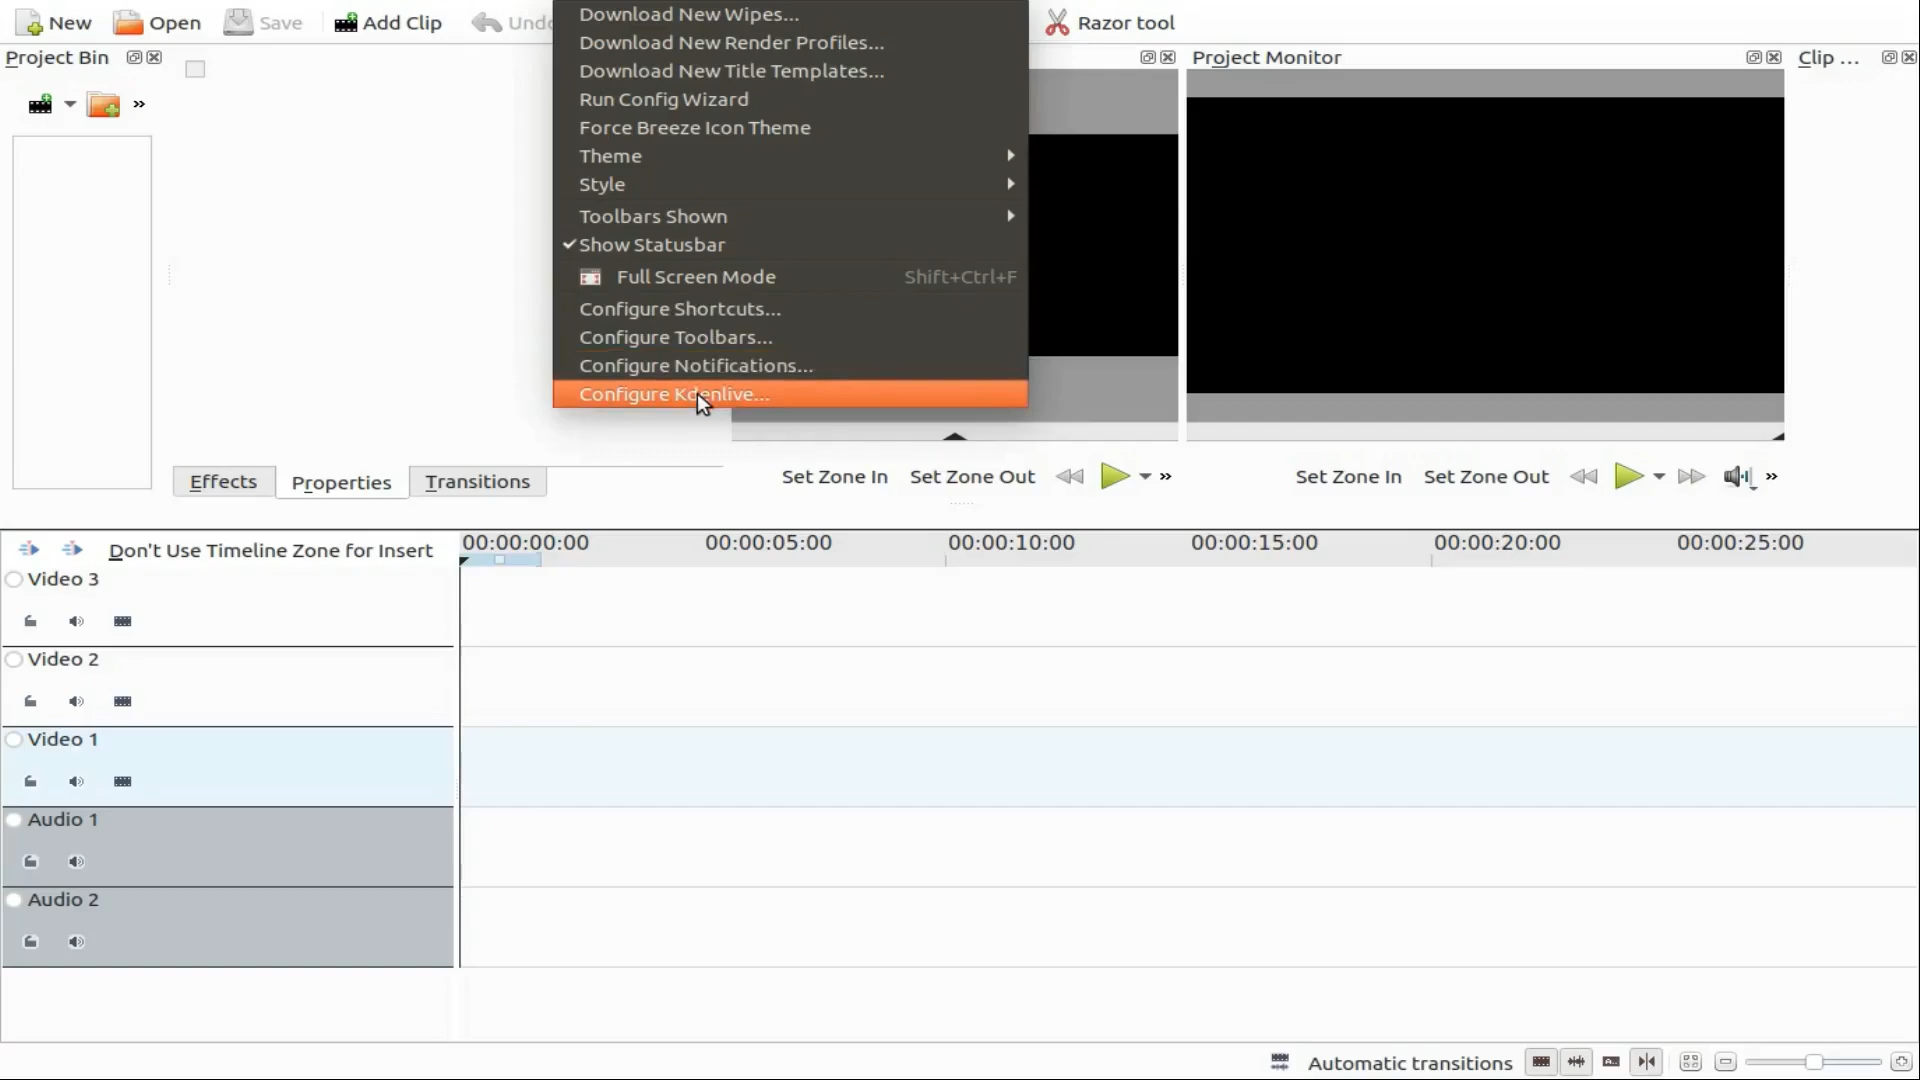 New Open Save Add Clip Undo Razor tool
Project Bin
Project Monitor
Clip ...
»
Download New Wipes...
Download New Render Profiles...
Download New Title Templates...
Run Config Wizard
Force Breeze Icon Theme
Theme
Style
Toolbars Shown
Show Statusbar
Full Screen Mode Shift+Ctrl+F
Configure Shortcuts...
Configure Toolbars...
Configure Notifications...
Configure Kdenlive...
Effects Properties Transitions
Set Zone In Set Zone Out »
Set Zone In Set Zone Out »
Don't Use Timeline Zone for Insert
00:00:00:00 00:00:05:00 00:00:10:00 00:00:15:00 00:00:20:00 00:00:25:00
Video 3
Video 2
Video 1
Audio 1
Audio 2
Automatic transitions